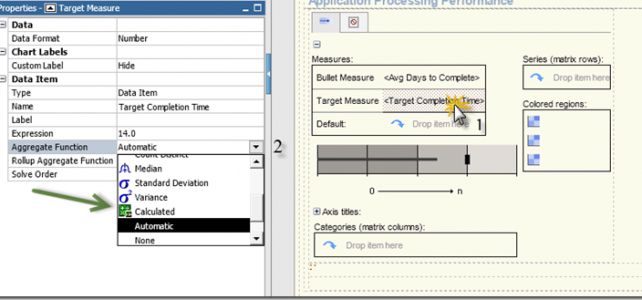 Properties - Target Measure
Data
Data Format Number
Chart Labels
Custom Label Hide
Data Item
Type Data Item
Name Target Completion Time
Label
Expression 14.0
Aggregate Function Automatic
Rollup Aggregate Function
Solve Order
Count Distinct
Median
Standard Deviation
Variance
Calculated
Automatic
None
2
Application Processing Performance
Measures:
Bullet Measure <Avg Days to Complete>
Target Measure <Target Completion Time>
Default: Drop item here
1
Series (matrix rows):
Drop item here
Colored regions:
0 n
Axis titles:
Categories (matrix columns):
Drop item here